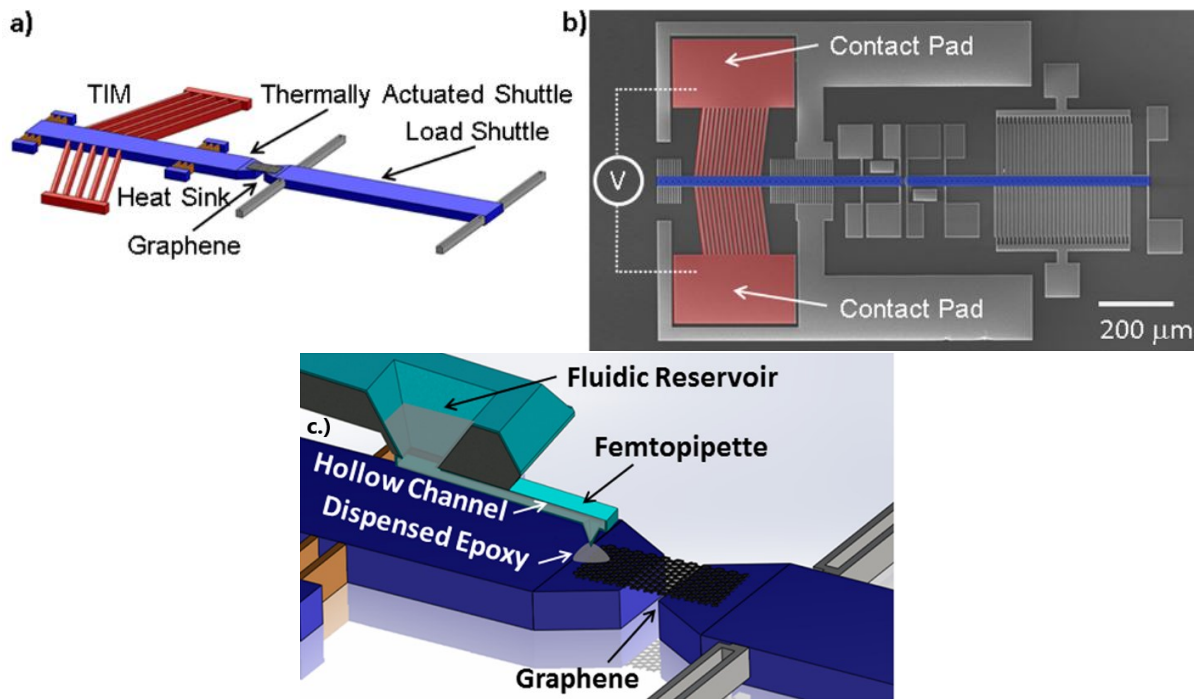 a)
TIM
Thermally Actuated Shuttle
Load Shuttle
Heat Sink
Graphene
b)
Contact Pad
V
Contact Pad
200 μm
c.)
Fluidic Reservoir
Femtopipette
Hollow Channel
Dispensed Epoxy
Graphene